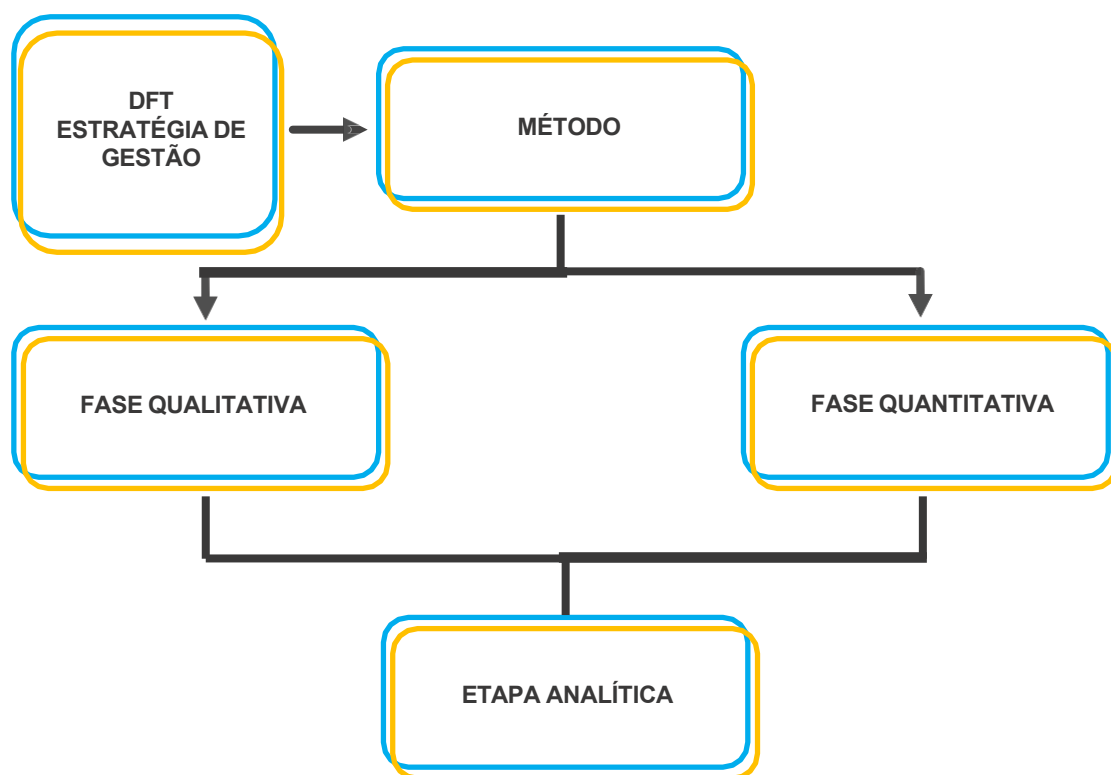 DFT
ESTRATÉGIA DE
GESTÃO
MÉTODO
FASE QUALITATIVA
FASE QUANTITATIVA
ETAPA ANALÍTICA